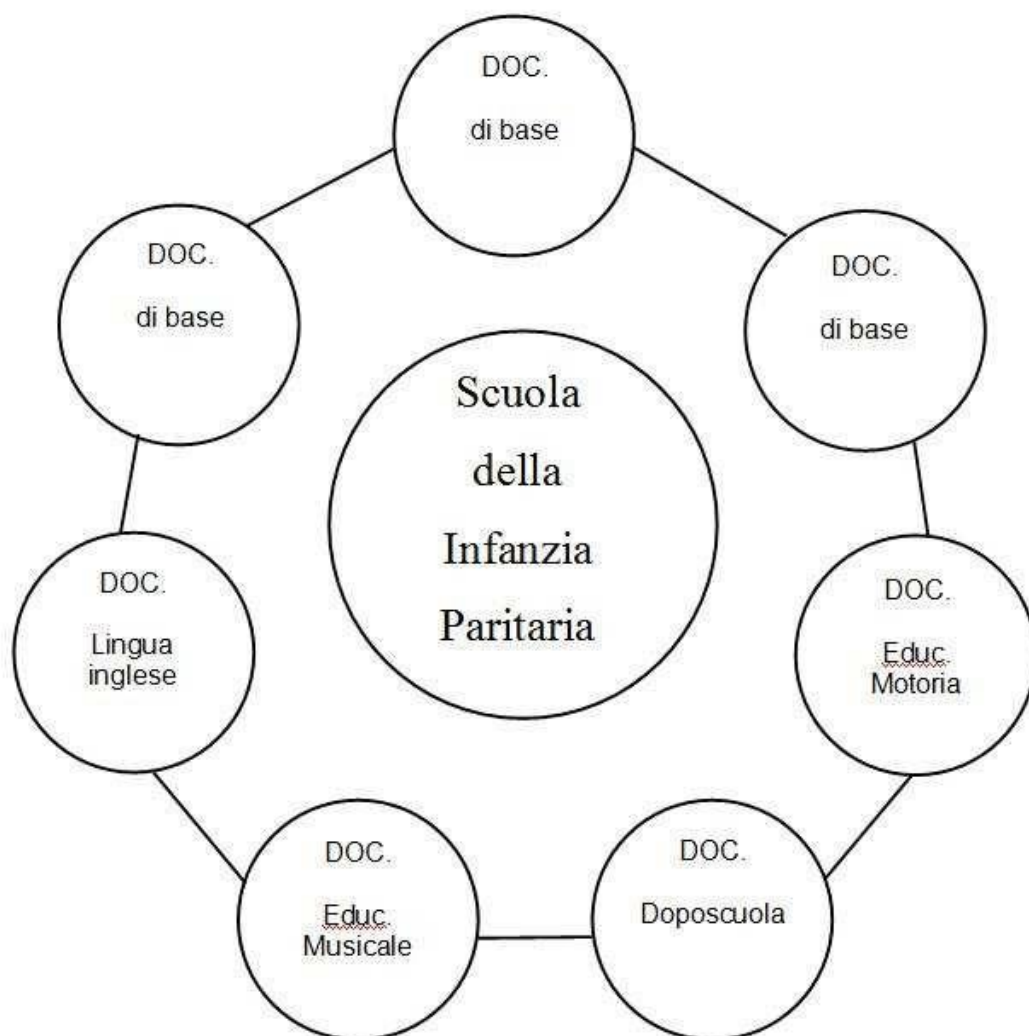 DOC.
di base
DOC.
di base
DOC.
di base
Scuola
della
Infanzia
Paritaria
DOC.
Lingua
inglese
DOC.
Educ.
Motoria
DOC.
Educ.
Musicale
DOC.
Doposcuola